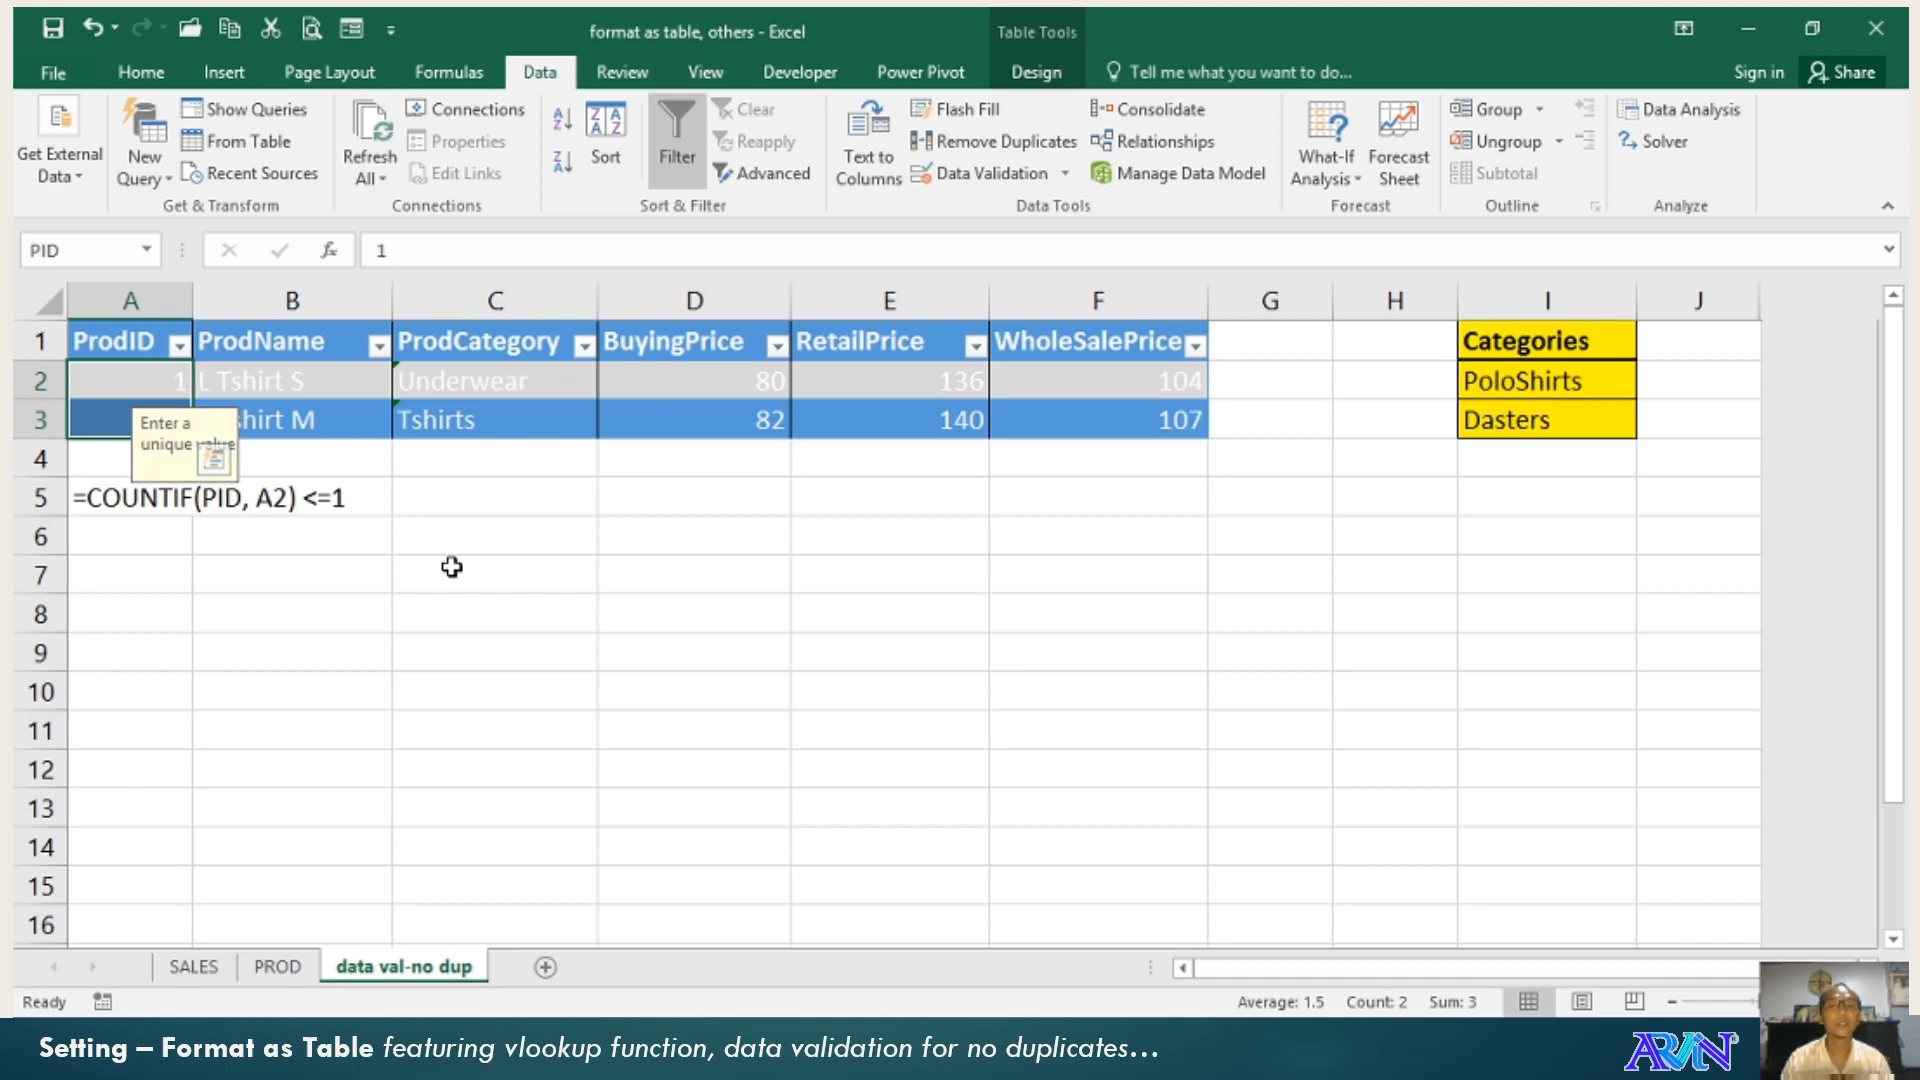 format as table, others - Excel
Table Tools
File Home Insert Page Layout Formulas Data Review View Developer Power Pivot Design Tell me what you want to do... Sign in Share
Get External Data
New Query
Show Queries
From Table
Recent Sources
Get & Transform
Refresh All
Connections
Properties
Edit Links
Connections
Sort
Filter
Clear
Reapply
Advanced
Sort & Filter
Text to Columns
Flash Fill
Remove Duplicates
Data Validation
Consolidate
Relationships
Manage Data Model
Data Tools
What-If Analysis
Forecast Sheet
Forecast
Group
Ungroup
Subtotal
Outline
Data Analysis
Solver
Analyze
PID fx 1
A B C D E F G H I J
1 ProdID ProdName ProdCategory BuyingPrice RetailPrice WholeSalePrice Categories
2 1 L Tshirt S Underwear 80 136 104 PoloShirts
3 shirt M Tshirts 82 140 107 Dasters
Enter a
unique value
4
5 =COUNTIF(PID, A2) <=1
6
7
8
9
10
11
12
13
14
15
16
SALES PROD data val-no dup
Ready Average: 1.5 Count: 2 Sum: 3
Setting – Format as Table featuring vlookup function, data validation for no duplicates...
ARVIN